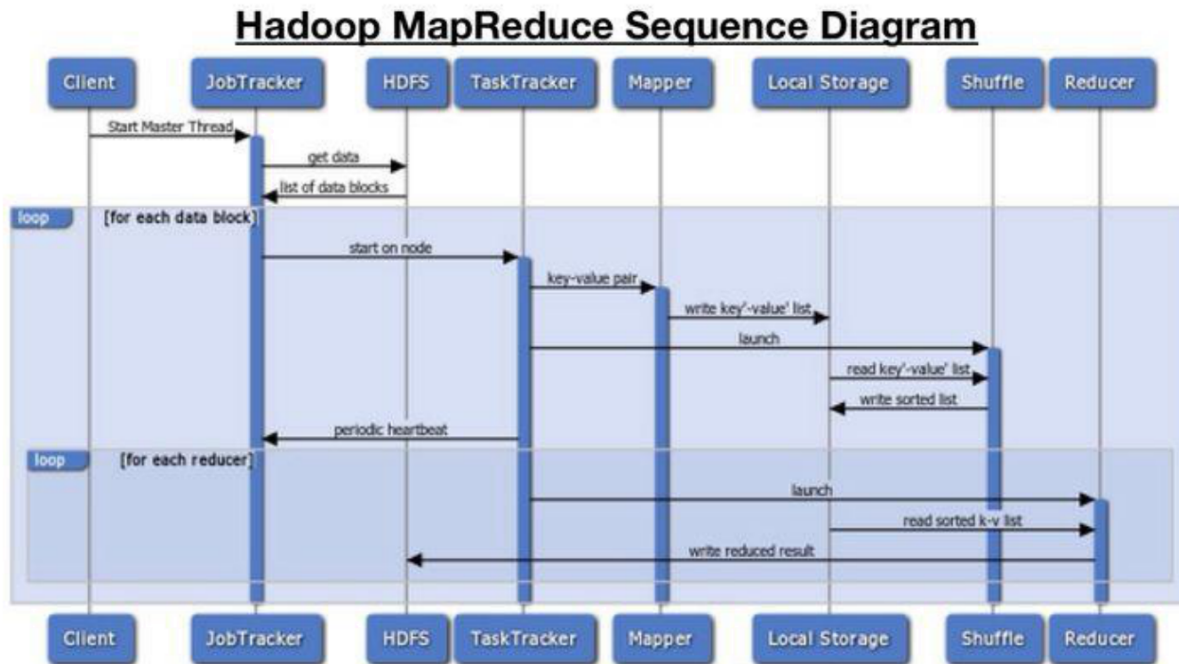 Hadoop MapReduce Sequence Diagram
Client JobTracker HDFS TaskTracker Mapper Local Storage Shuffle Reducer
Start Master Thread
get data
list of data blocks
loop [for each data block]
start on node
key-value pair
write key'-value' list
launch
read key'-value' list
write sorted list
periodic heartbeat
loop [for each reducer]
launch
read sorted k-v list
write reduced result
Client JobTracker HDFS TaskTracker Mapper Local Storage Shuffle Reducer